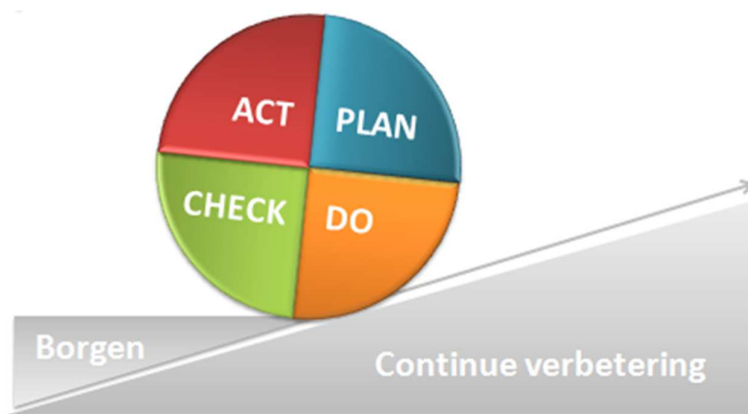 ACT
PLAN
CHECK
DO
Borgen
Continue verbetering